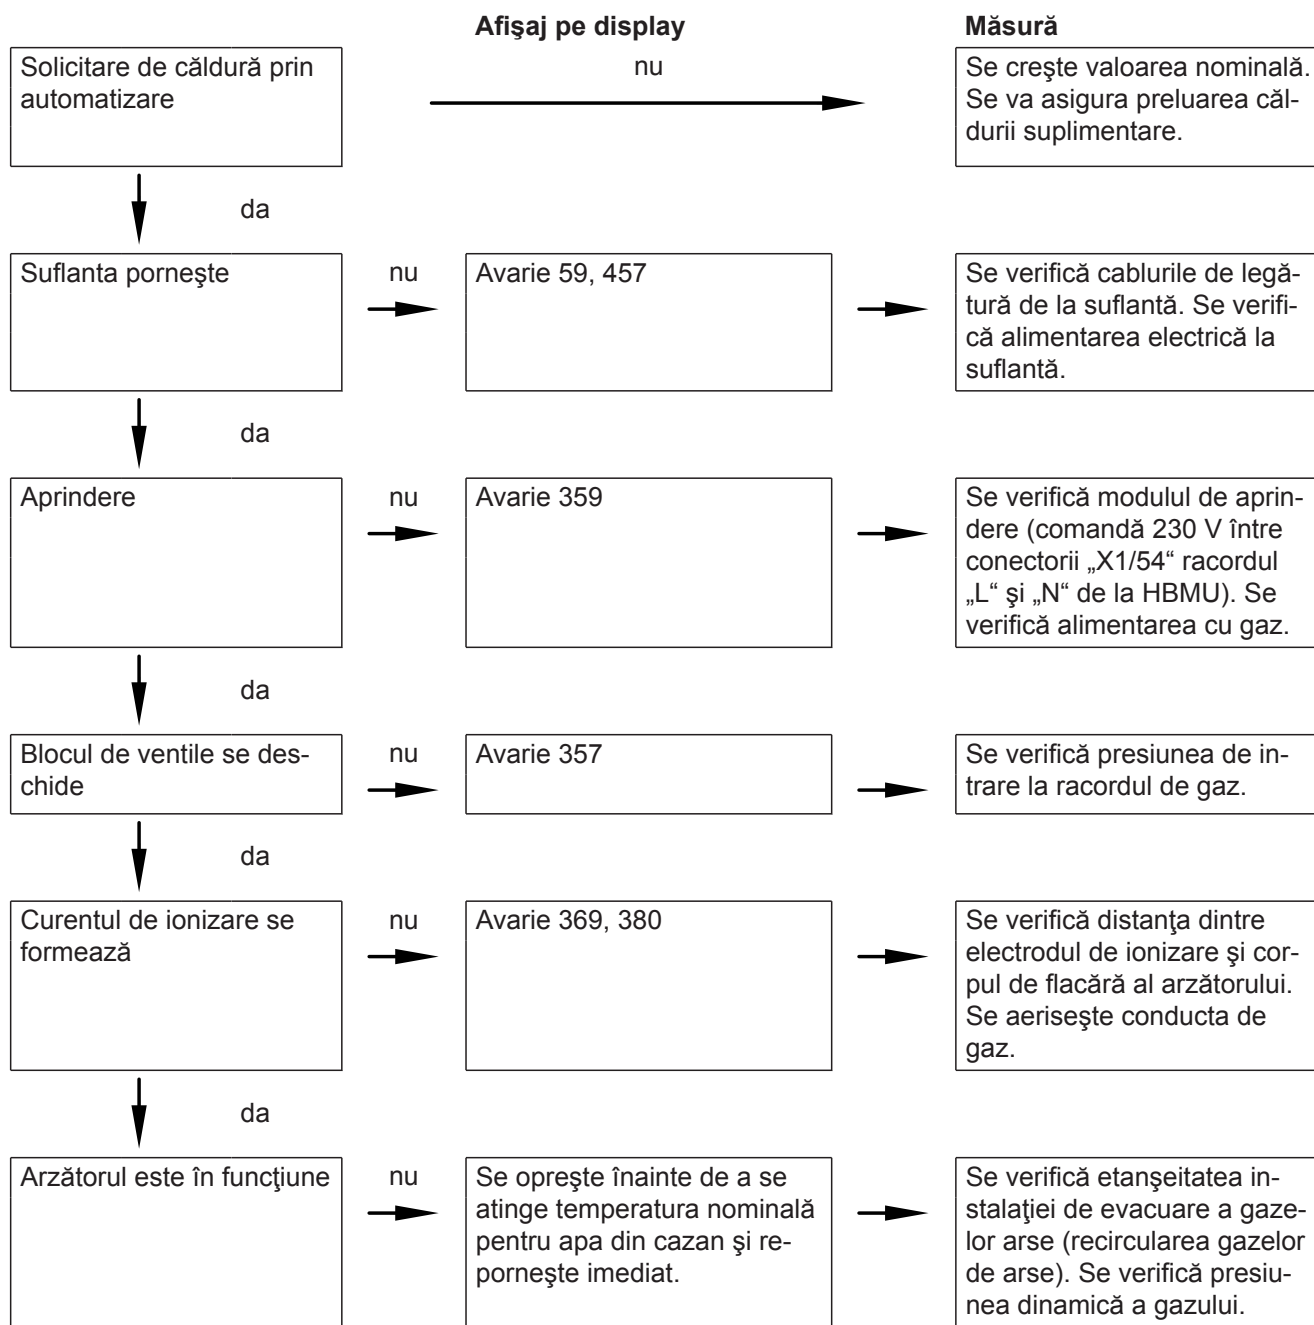 Afişaj pe display
Măsură
Solicitare de căldură prin
automatizare
nu
Se creşte valoarea nominală.
Se va asigura preluarea căl-
durii suplimentare.
da
Suflanta porneşte
nu
Avarie 59, 457
Se verifică cablurile de legă-
tură de la suflantă. Se verifi-
că alimentarea electrică la
suflantă.
da
Aprindere
nu
Avarie 359
Se verifică modulul de aprin-
dere (comandă 230 V între
conectorii „X1/54“ racordul
„L“ şi „N“ de la HBMU). Se
verifică alimentarea cu gaz.
da
Blocul de ventile se des-
chide
nu
Avarie 357
Se verifică presiunea de in-
trare la racordul de gaz.
da
Curentul de ionizare se
formează
nu
Avarie 369, 380
Se verifică distanţa dintre
electrodul de ionizare şi cor-
pul de flacără al arzătorului.
Se aeriseşte conducta de
gaz.
da
Arzătorul este în funcţiune
nu
Se opreşte înainte de a se
atinge temperatura nominală
pentru apa din cazan şi re-
porneşte imediat.
Se verifică etanşeitatea in-
stalaţiei de evacuare a gaze-
lor arse (recircularea gazelor
de arse). Se verifică presiu-
nea dinamică a gazului.